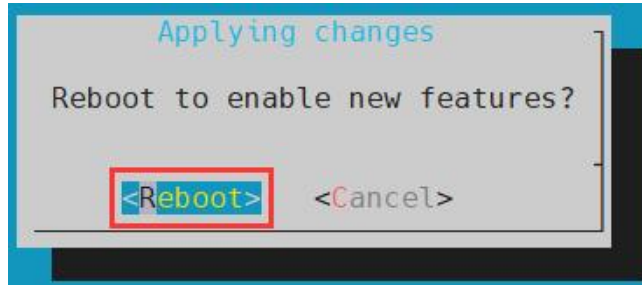 Applying changes
Reboot to enable new features?
<Reboot> <Cancel>